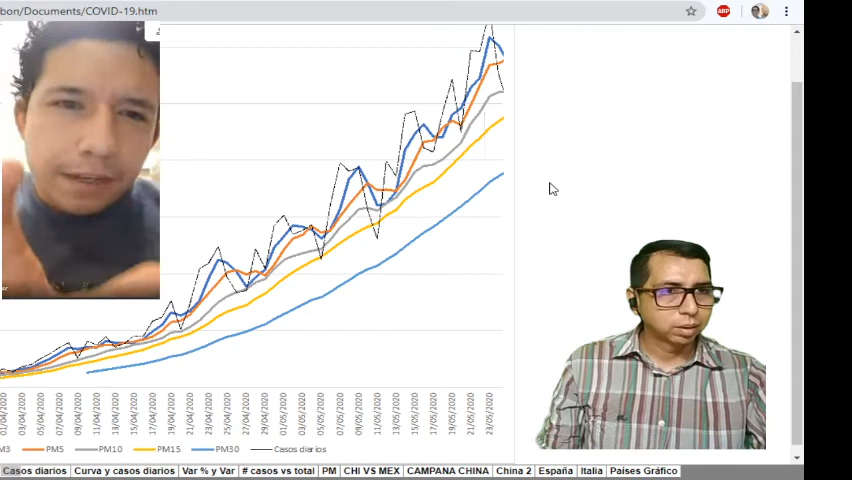 bon/Documents/COVID-19.htm
ABP
01/04/2020 03/04/2020 05/04/2020 07/04/2020 09/04/2020 11/04/2020 13/04/2020 15/04/2020 17/04/2020 19/04/2020 21/04/2020 23/04/2020 25/04/2020 27/04/2020 29/04/2020 01/05/2020 03/05/2020 05/05/2020 07/05/2020 09/05/2020 11/05/2020 13/05/2020 15/05/2020 17/05/2020 19/05/2020 21/05/2020 23/05/2020
M3 PM5 PM10 PM15 PM30 Casos diarios
Casos diarios Curva y casos diarios Var % y Var # casos vs total PM CHI VS MEX CAMPANA CHINA China 2 España Italia Países Gráfico